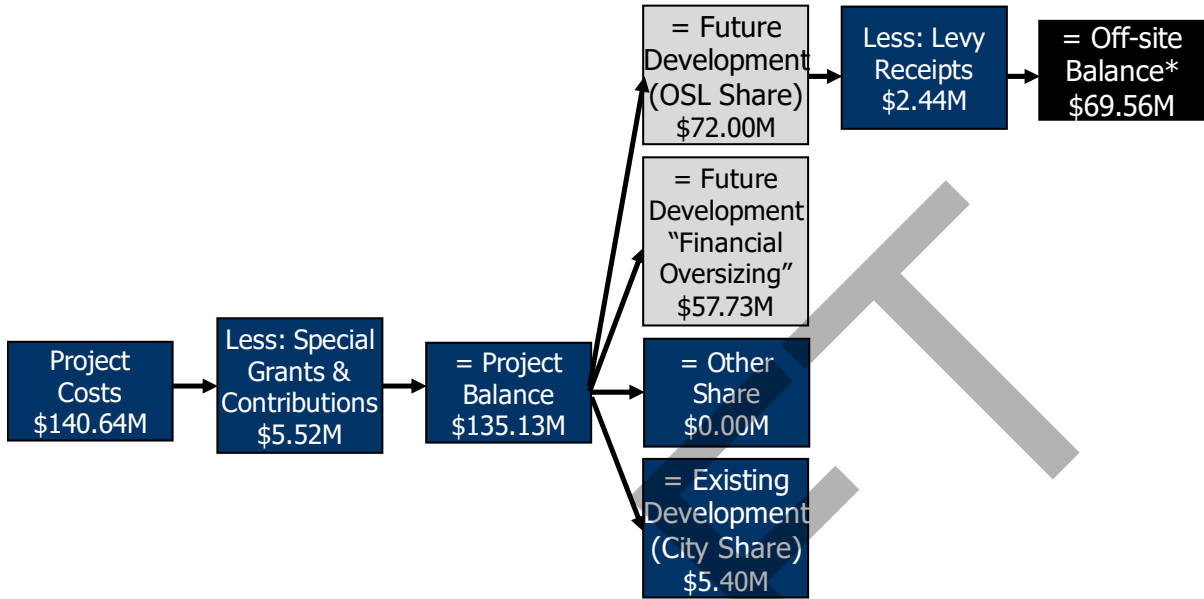 Project
Costs
$140.64M
Less: Special
Grants &
Contributions
$5.52M
= Project
Balance
$135.13M
= Future
Development
(OSL Share)
$72.00M
Less: Levy
Receipts
$2.44M
= Off-site
Balance*
$69.56M
= Future
Development
“Financial
Oversizing”
$57.73M
= Other
Share
$0.00M
= Existing
Development
(City Share)
$5.40M